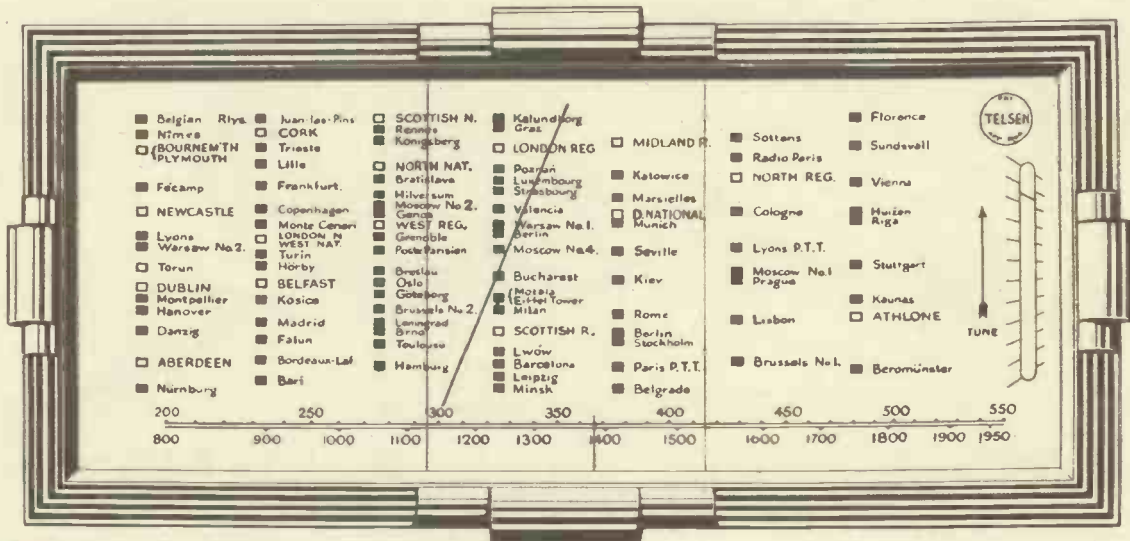 Belgian Rlys.
Nimes
BOURNEM'TH
PLYMOUTH
Fécamp
NEWCASTLE
Lyons
Warsaw No.2.
Torun
DUBLIN
Montpellier
Hanover
Danzig
ABERDEEN
Nürnburg
Juan-les-Pins
CORK
Trieste
Lille
Frankfurt.
Copenhagen
Monte Ceneri
LONDON N
WEST NAT.
Turin
Hörby
BELFAST
Kosice
Madrid
Falun
Bordeaux-Laf.
Bari
SCOTTISH N.
Rennes
Königsberg
NORTH NAT.
Bratislava
Hilversum
Moscow No 2.
Genoa
WEST REG.
Grenoble
Poste Parisien
Breslau
Oslo
Göteborg
Brussels No 2.
Leningrad
Brno
Toulouse
Hamburg
Kalundborg
Graz
LONDON REG
Poznań
Luxembourg
Strasbourg
Valencia
Warsaw No.1.
Berlin
Moscow No4.
Bucharest
Motala
Eiffel Tower
Milan
SCOTTISH R.
Lwów
Barcelona
Leipzig
Minsk
MIDLAND R.
Katowice
Marsielles
D.NATIONAL
Munich
Seville
Kiev
Rome
Berlin
Stockholm
Paris P.T.T.
Belgrade
Sottens
Radio Paris
NORTH REG.
Cologne
Lyons P.T.T.
Moscow No.1
Prague
Lisbon
Brussels No1.
Florence
Sundsvall
Vienna
Huizen
Riga
Stuttgart
Kaunas
ATHLONE
Beromünster
TELSEN
TUNE
200 250 300 350 400 450 500 550
800 900 1000 1100 1200 1300 1400 1500 1600 1700 1800 1900 1950